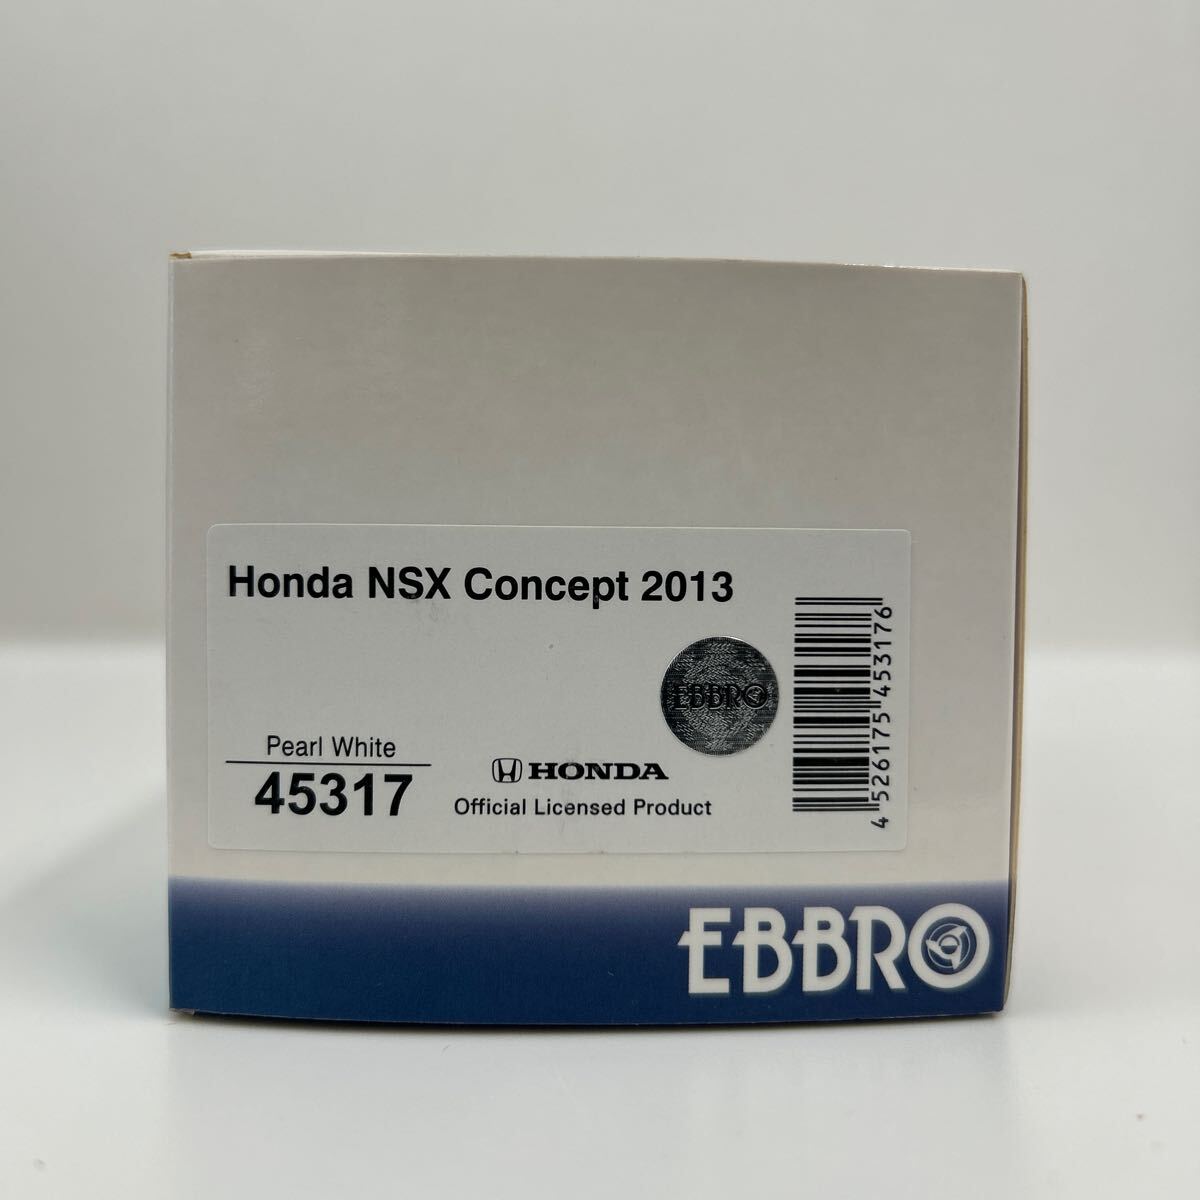 Honda NSX Concept 2013
EBBRO
Pearl White
45317
HONDA
Official Licensed Product
4 526175 453176
EBBRO